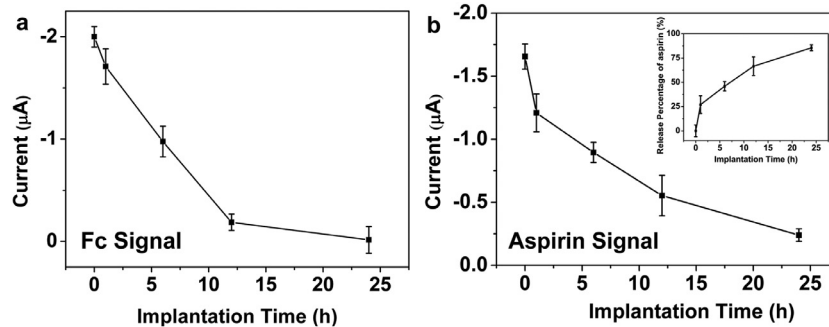 a
-2
-1
0
Current (μA)
Fc Signal
0 5 10 15 20 25
Implantation Time (h)
b
-2.0
-1.5
-1.0
-0.5
0.0
Current (μA)
Aspirin Signal
0 5 10 15 20 25
Implantation Time (h)
100
75
50
25
0
Release Percentage of aspirin (%)
0 5 10 15 20 25
Implantation Time (h)